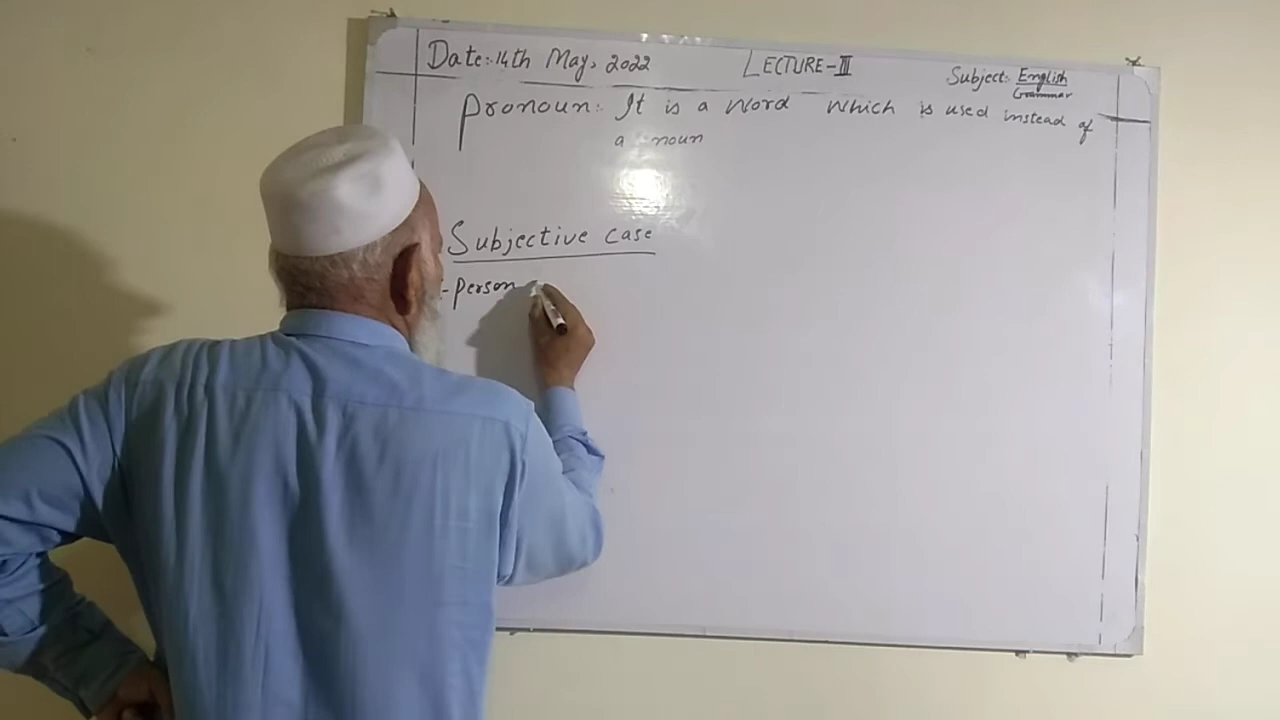 Date:- 14th May, 2022 LECTURE-III Subject: English
Grammar
Pronoun: It is a Word Which is used instead of
a noun
Subjective case
- person